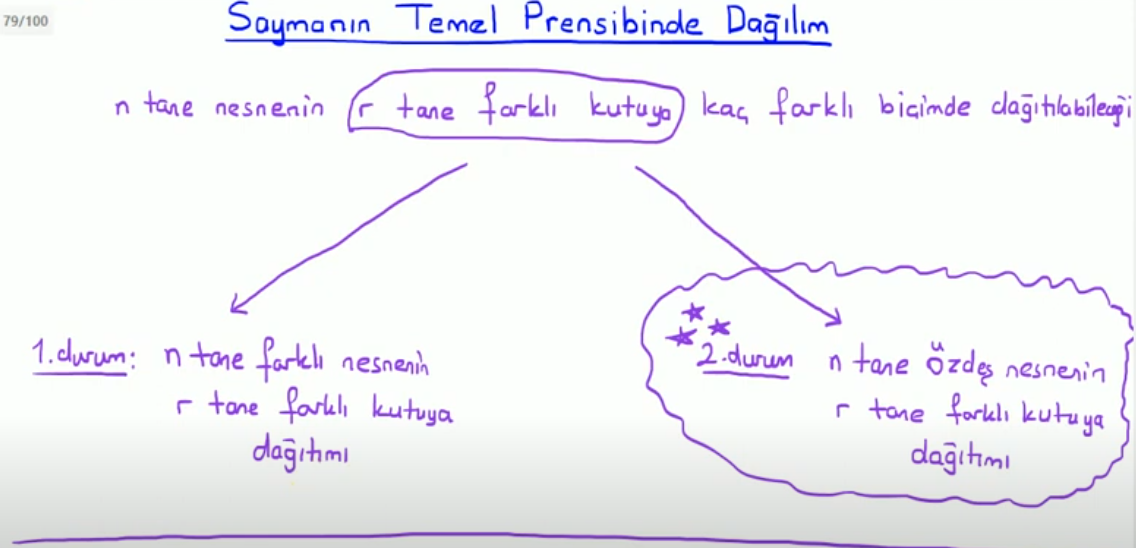 79/100
Saymanın Temel Prensibinde Dağılım
n tane nesnenin r tane farklı kutuya kaç farklı biçimde dağıtılabileceği
1.durum: n tane farklı nesnenin
r tane farklı kutuya
dağıtımı
2.durum n tane özdeş nesnenin
r tane farklı kutuya
dağıtımı